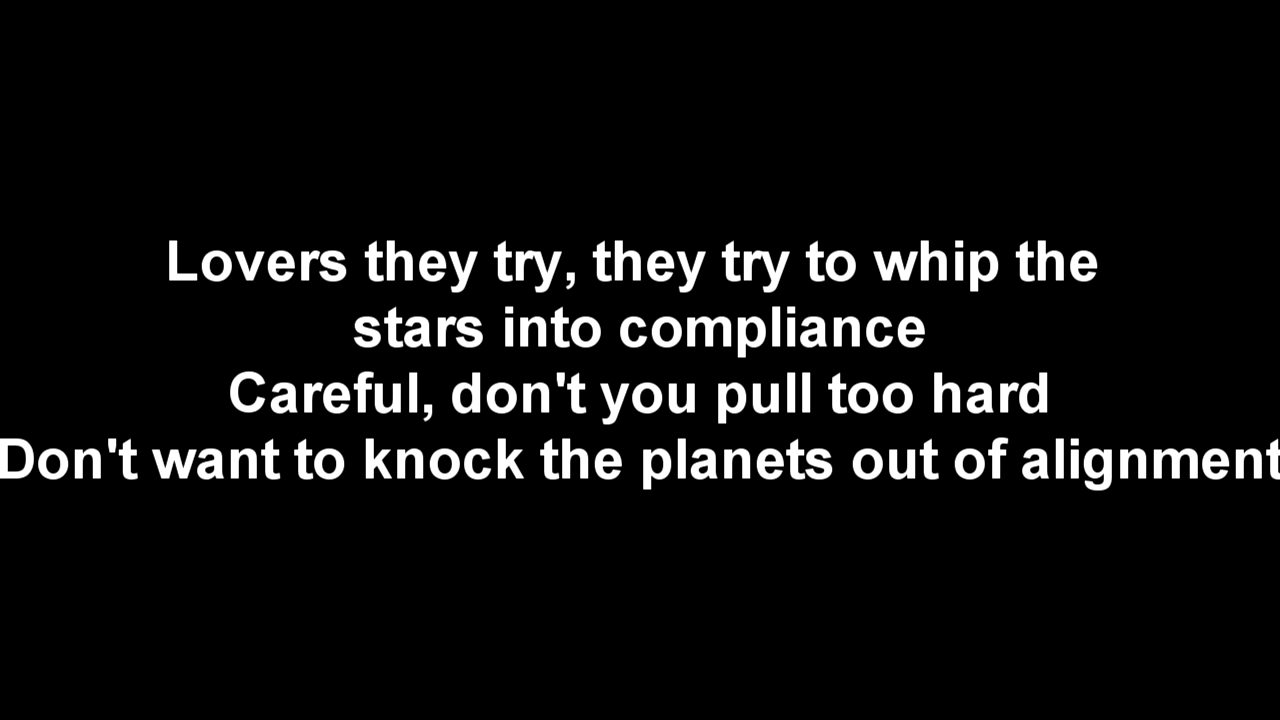 Lovers they try, they try to whip the
stars into compliance
Careful, don't you pull too hard
Don't want to knock the planets out of alignment